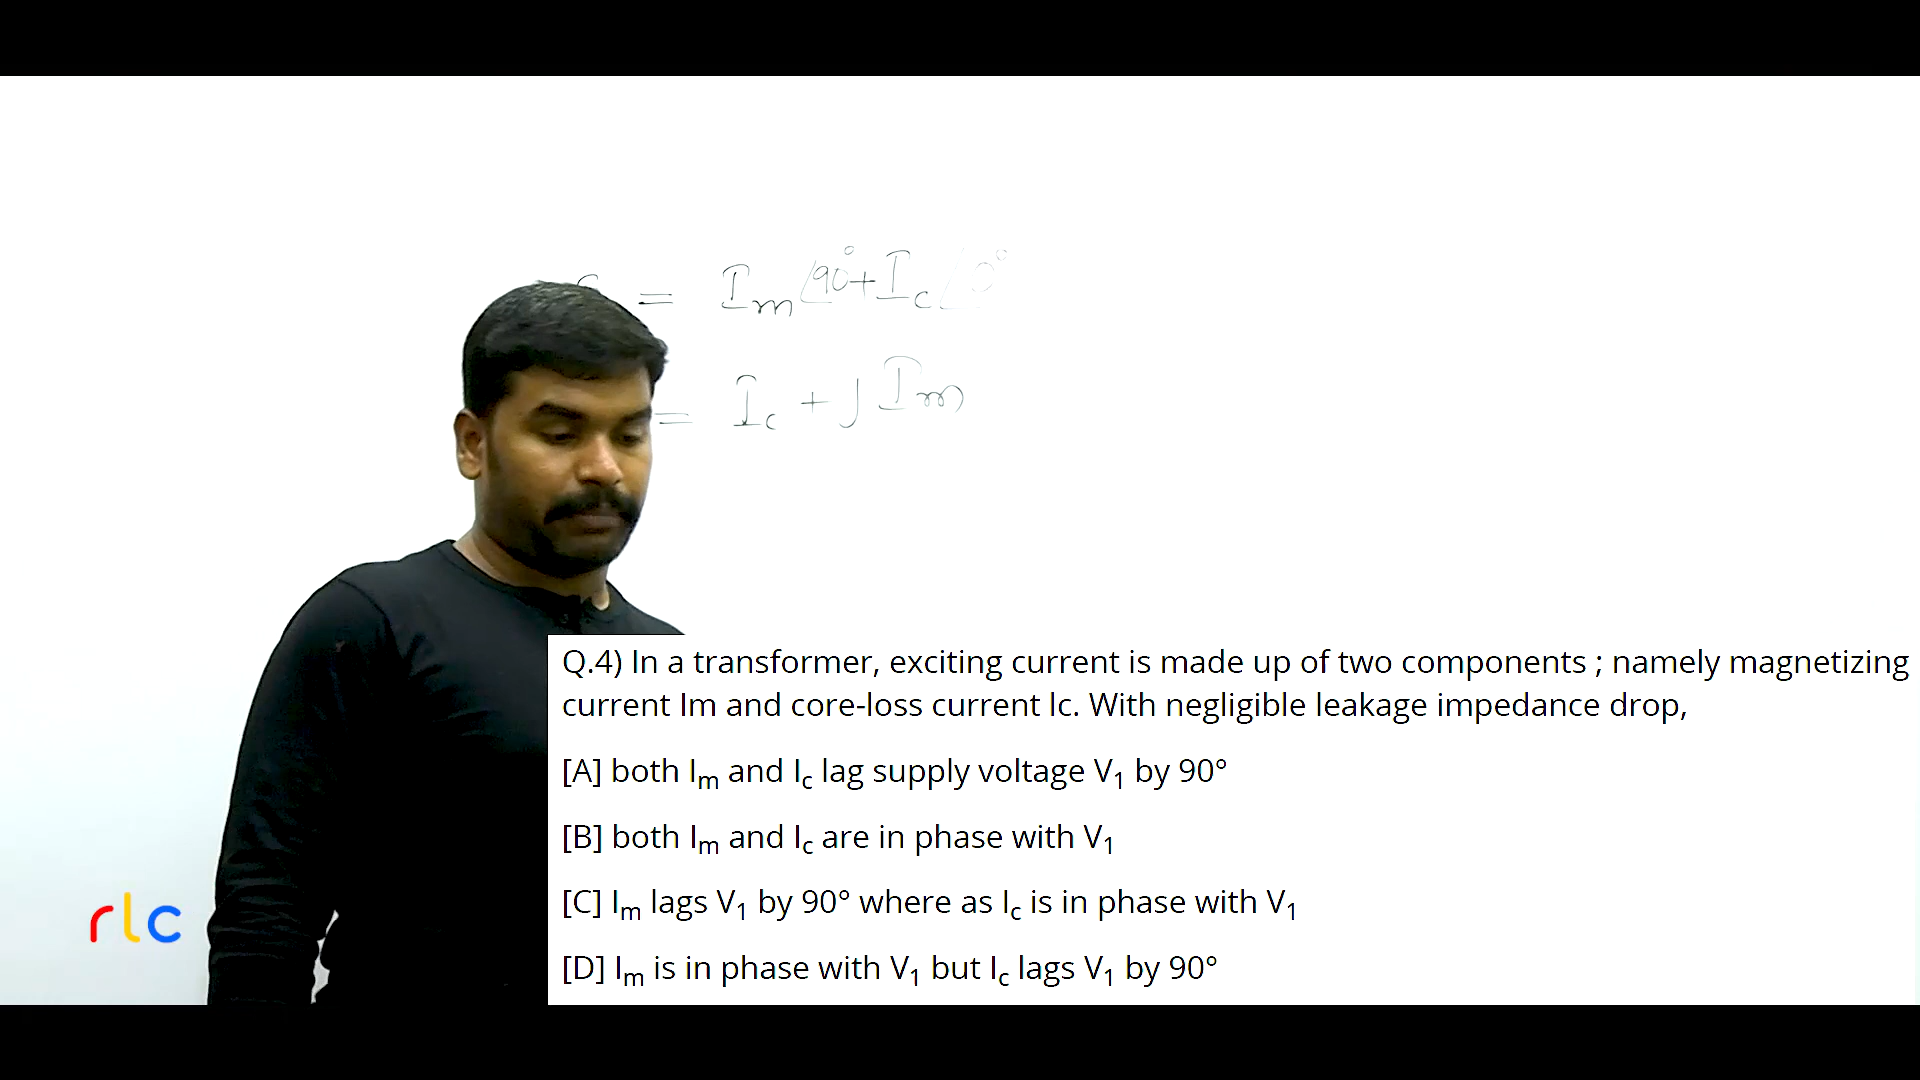 = Im∠90°+Ic∠0°
= Ic + jIm
Q.4) In a transformer, exciting current is made up of two components ; namely magnetizing
current Im and core-loss current lc. With negligible leakage impedance drop,
[A] both Im and Ic lag supply voltage V1 by 90°
[B] both Im and Ic are in phase with V1
[C] Im lags V1 by 90° where as Ic is in phase with V1
[D] Im is in phase with V1 but Ic lags V1 by 90°
rlc